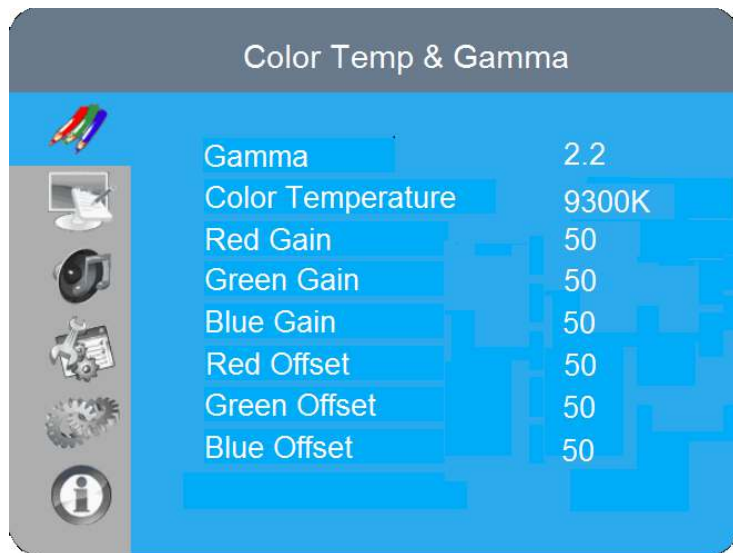 Color Temp & Gamma
Gamma 2.2
Color Temperature 9300K
Red Gain 50
Green Gain 50
Blue Gain 50
Red Offset 50
Green Offset 50
Blue Offset 50